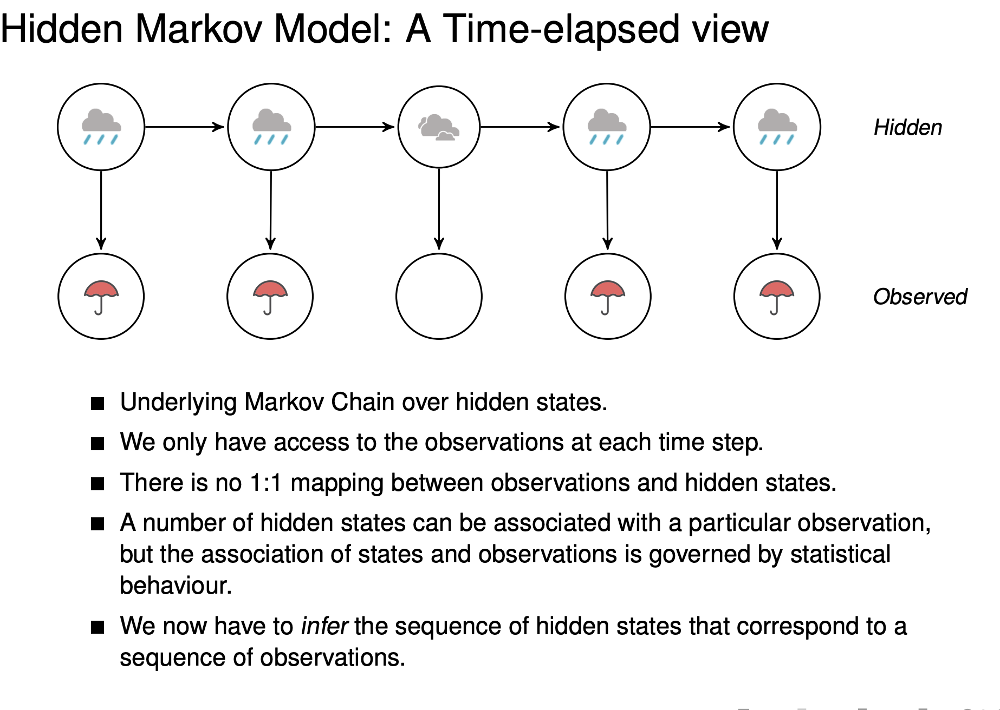 Hidden Markov Model: A Time-elapsed view
Hidden
Observed
Underlying Markov Chain over hidden states.
We only have access to the observations at each time step.
There is no 1:1 mapping between observations and hidden states.
A number of hidden states can be associated with a particular observation,
but the association of states and observations is governed by statistical
behaviour.
We now have to infer the sequence of hidden states that correspond to a
sequence of observations.